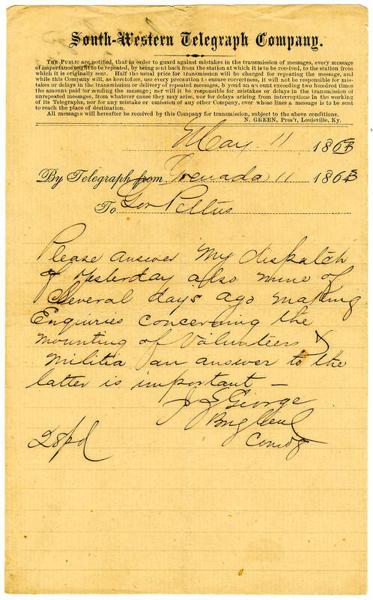 South-Western Telegraph Company.
THE PUBLIC are notified, that in order to guard against mistakes in the transmission of messages, every message
of importance ought to be repeated, by being sent back from the station at which it is to be received, to the station from
which it is originally sent. Half the usual price for transmission will be charged for repeating the message, and
while this Company will, as heretofore, use every precaution to ensure correctness, it will not be responsible for mis-
takes or delays in the transmission or delivery of repeated messages, beyond an amount exceeding two hundred times
the amount paid for sending the message; nor will it be responsible for mistakes or delays in the transmission of
unrepeated messages, from whatever cause they may arise, nor for delays arising from interruptions in the working
of its Telegraphs, nor for any mistake or omission of any other Company, over whose lines a message is to be sent
to reach the place of destination.
All messages will hereafter be received by this Company for transmission, subject to the above conditions.
N. GREEN, Pres't, Louisville, Ky.
May 11 1863
By Telegraph from Grenada 11 1863
To Gov Pettus
Please answer My dispatch
of yesterday also mine of
Several days ago making
Enquiries concerning the
mounting of Volunteers &
Militia an answer to the
latter is important —
J Z George
Brig Genl
Comdg
28 pd